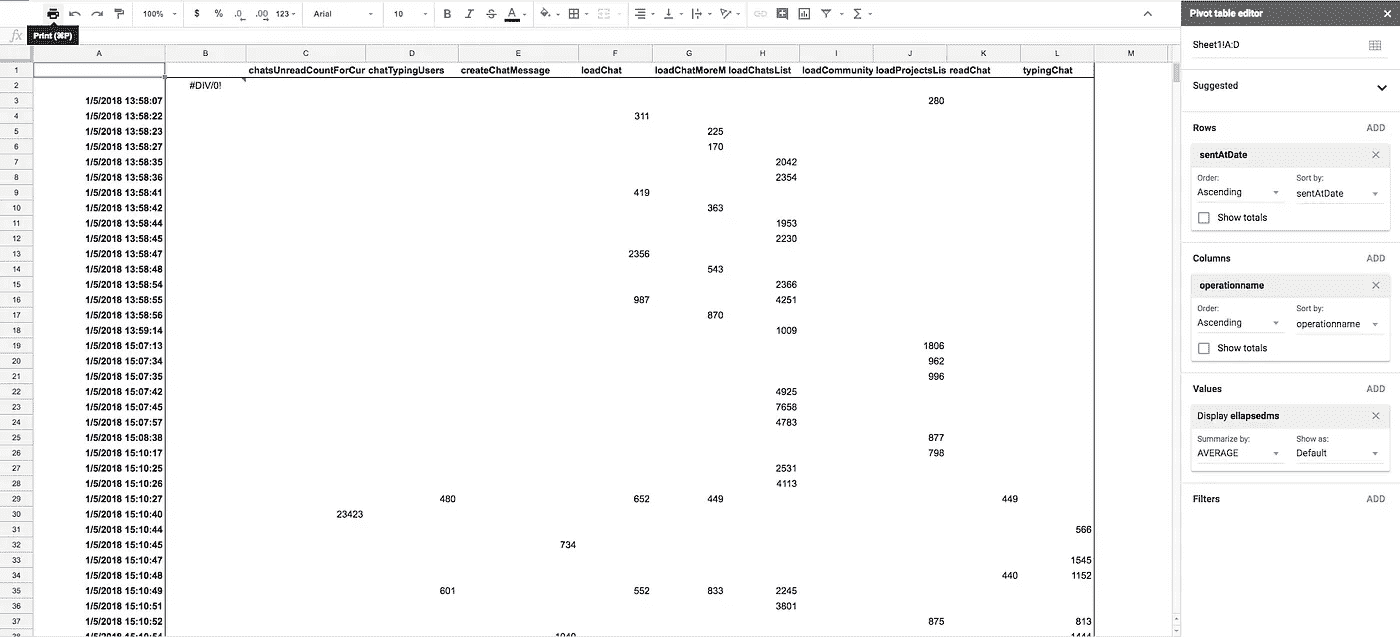 100% $ % .0 .00 123 Arial 10 B I S A Pivot table editor
fx Print (⌘P) Sheet1!A:D
A B C D E F G H I J K L M
1 chatsUnreadCountForCur chatTypingUsers createChatMessage loadChat loadChatMoreM loadChatsList loadCommunity loadProjectsLis readChat typingChat
2 #DIV/0!
3 1/5/2018 13:58:07 280
4 1/5/2018 13:58:22 311
5 1/5/2018 13:58:23 225
6 1/5/2018 13:58:27 170
7 1/5/2018 13:58:35 2042
8 1/5/2018 13:58:36 2354
9 1/5/2018 13:58:41 419
10 1/5/2018 13:58:42 363
11 1/5/2018 13:58:44 1953
12 1/5/2018 13:58:45 2230
13 1/5/2018 13:58:47 2356
14 1/5/2018 13:58:48 543
15 1/5/2018 13:58:54 2366
16 1/5/2018 13:58:55 987 4251
17 1/5/2018 13:58:56 870
18 1/5/2018 13:59:14 1009
19 1/5/2018 15:07:13 1806
20 1/5/2018 15:07:34 962
21 1/5/2018 15:07:35 996
22 1/5/2018 15:07:42 4925
23 1/5/2018 15:07:45 7658
24 1/5/2018 15:07:57 4783
25 1/5/2018 15:08:38 877
26 1/5/2018 15:10:17 798
27 1/5/2018 15:10:25 2531
28 1/5/2018 15:10:26 4113
29 1/5/2018 15:10:27 480 652 449 449
30 1/5/2018 15:10:40 23423
31 1/5/2018 15:10:44 566
32 1/5/2018 15:10:45 734
33 1/5/2018 15:10:47 1545
34 1/5/2018 15:10:48 440 1152
35 1/5/2018 15:10:49 601 552 833 2245
36 1/5/2018 15:10:51 3801
37 1/5/2018 15:10:52 875 813
Suggested
Rows ADD
sentAtDate
Order: Sort by:
Ascending sentAtDate
Show totals
Columns ADD
operationname
Order: Sort by:
Ascending operationname
Show totals
Values ADD
Display ellapsedms
Summarize by: Show as:
AVERAGE Default
Filters ADD